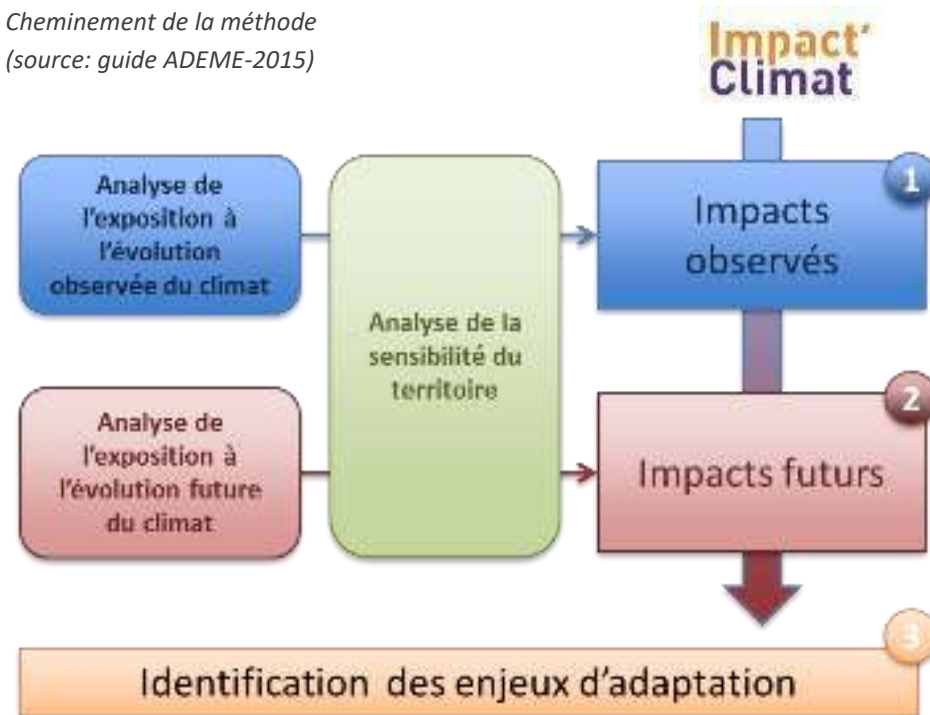 Cheminement de la méthode
(source: guide ADEME-2015)
Impact'
Climat
Analyse de
l'exposition à
l'évolution
observée du climat
Analyse de la
sensibilité du
territoire
1
Impacts
observés
Analyse de
l'exposition à
l'évolution future
du climat
2
Impacts futurs
3
Identification des enjeux d'adaptation